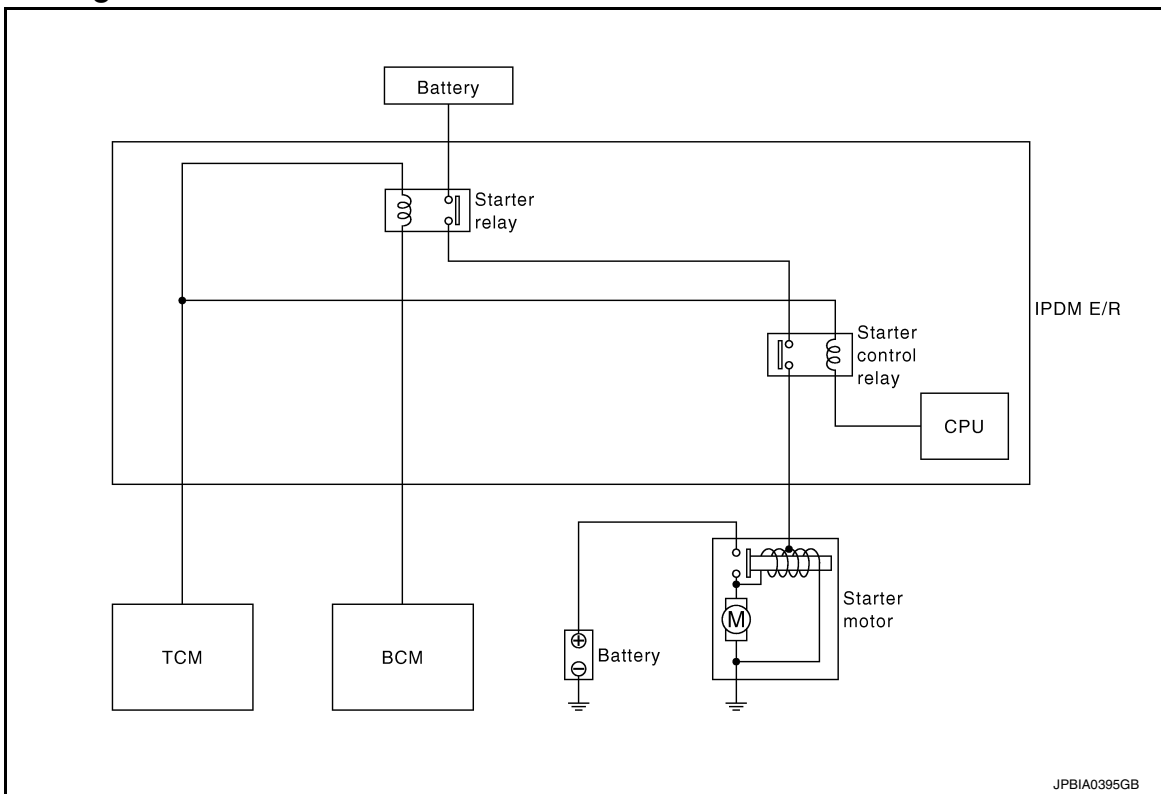 Battery
Starter
relay
IPDM E/R
Starter
control
relay
CPU
TCM
BCM
Battery
M
Starter
motor
JPBIA0395GB